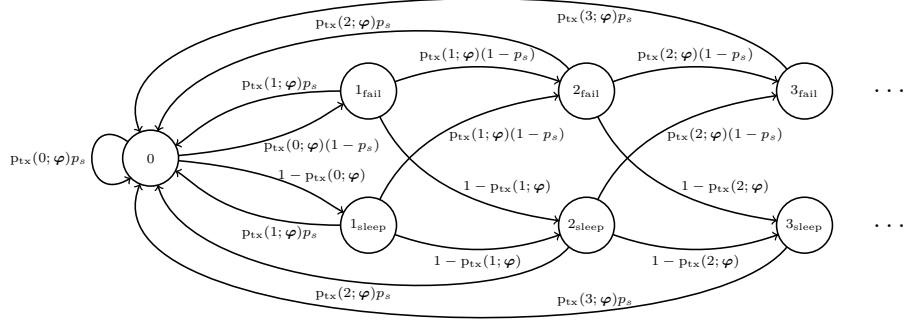 p_tx(3; φ)p_s
p_tx(2; φ)p_s
p_tx(1; φ)(1 − p_s)
p_tx(2; φ)(1 − p_s)
p_tx(1; φ)p_s
1_fail
2_fail
3_fail
· · ·
p_tx(0; φ)(1 − p_s)
p_tx(1; φ)(1 − p_s)
p_tx(2; φ)(1 − p_s)
p_tx(0; φ)p_s
0
1 − p_tx(0; φ)
1 − p_tx(1; φ)
1 − p_tx(2; φ)
1_sleep
2_sleep
3_sleep
· · ·
p_tx(1; φ)p_s
1 − p_tx(1; φ)
1 − p_tx(2; φ)
p_tx(2; φ)p_s
p_tx(3; φ)p_s